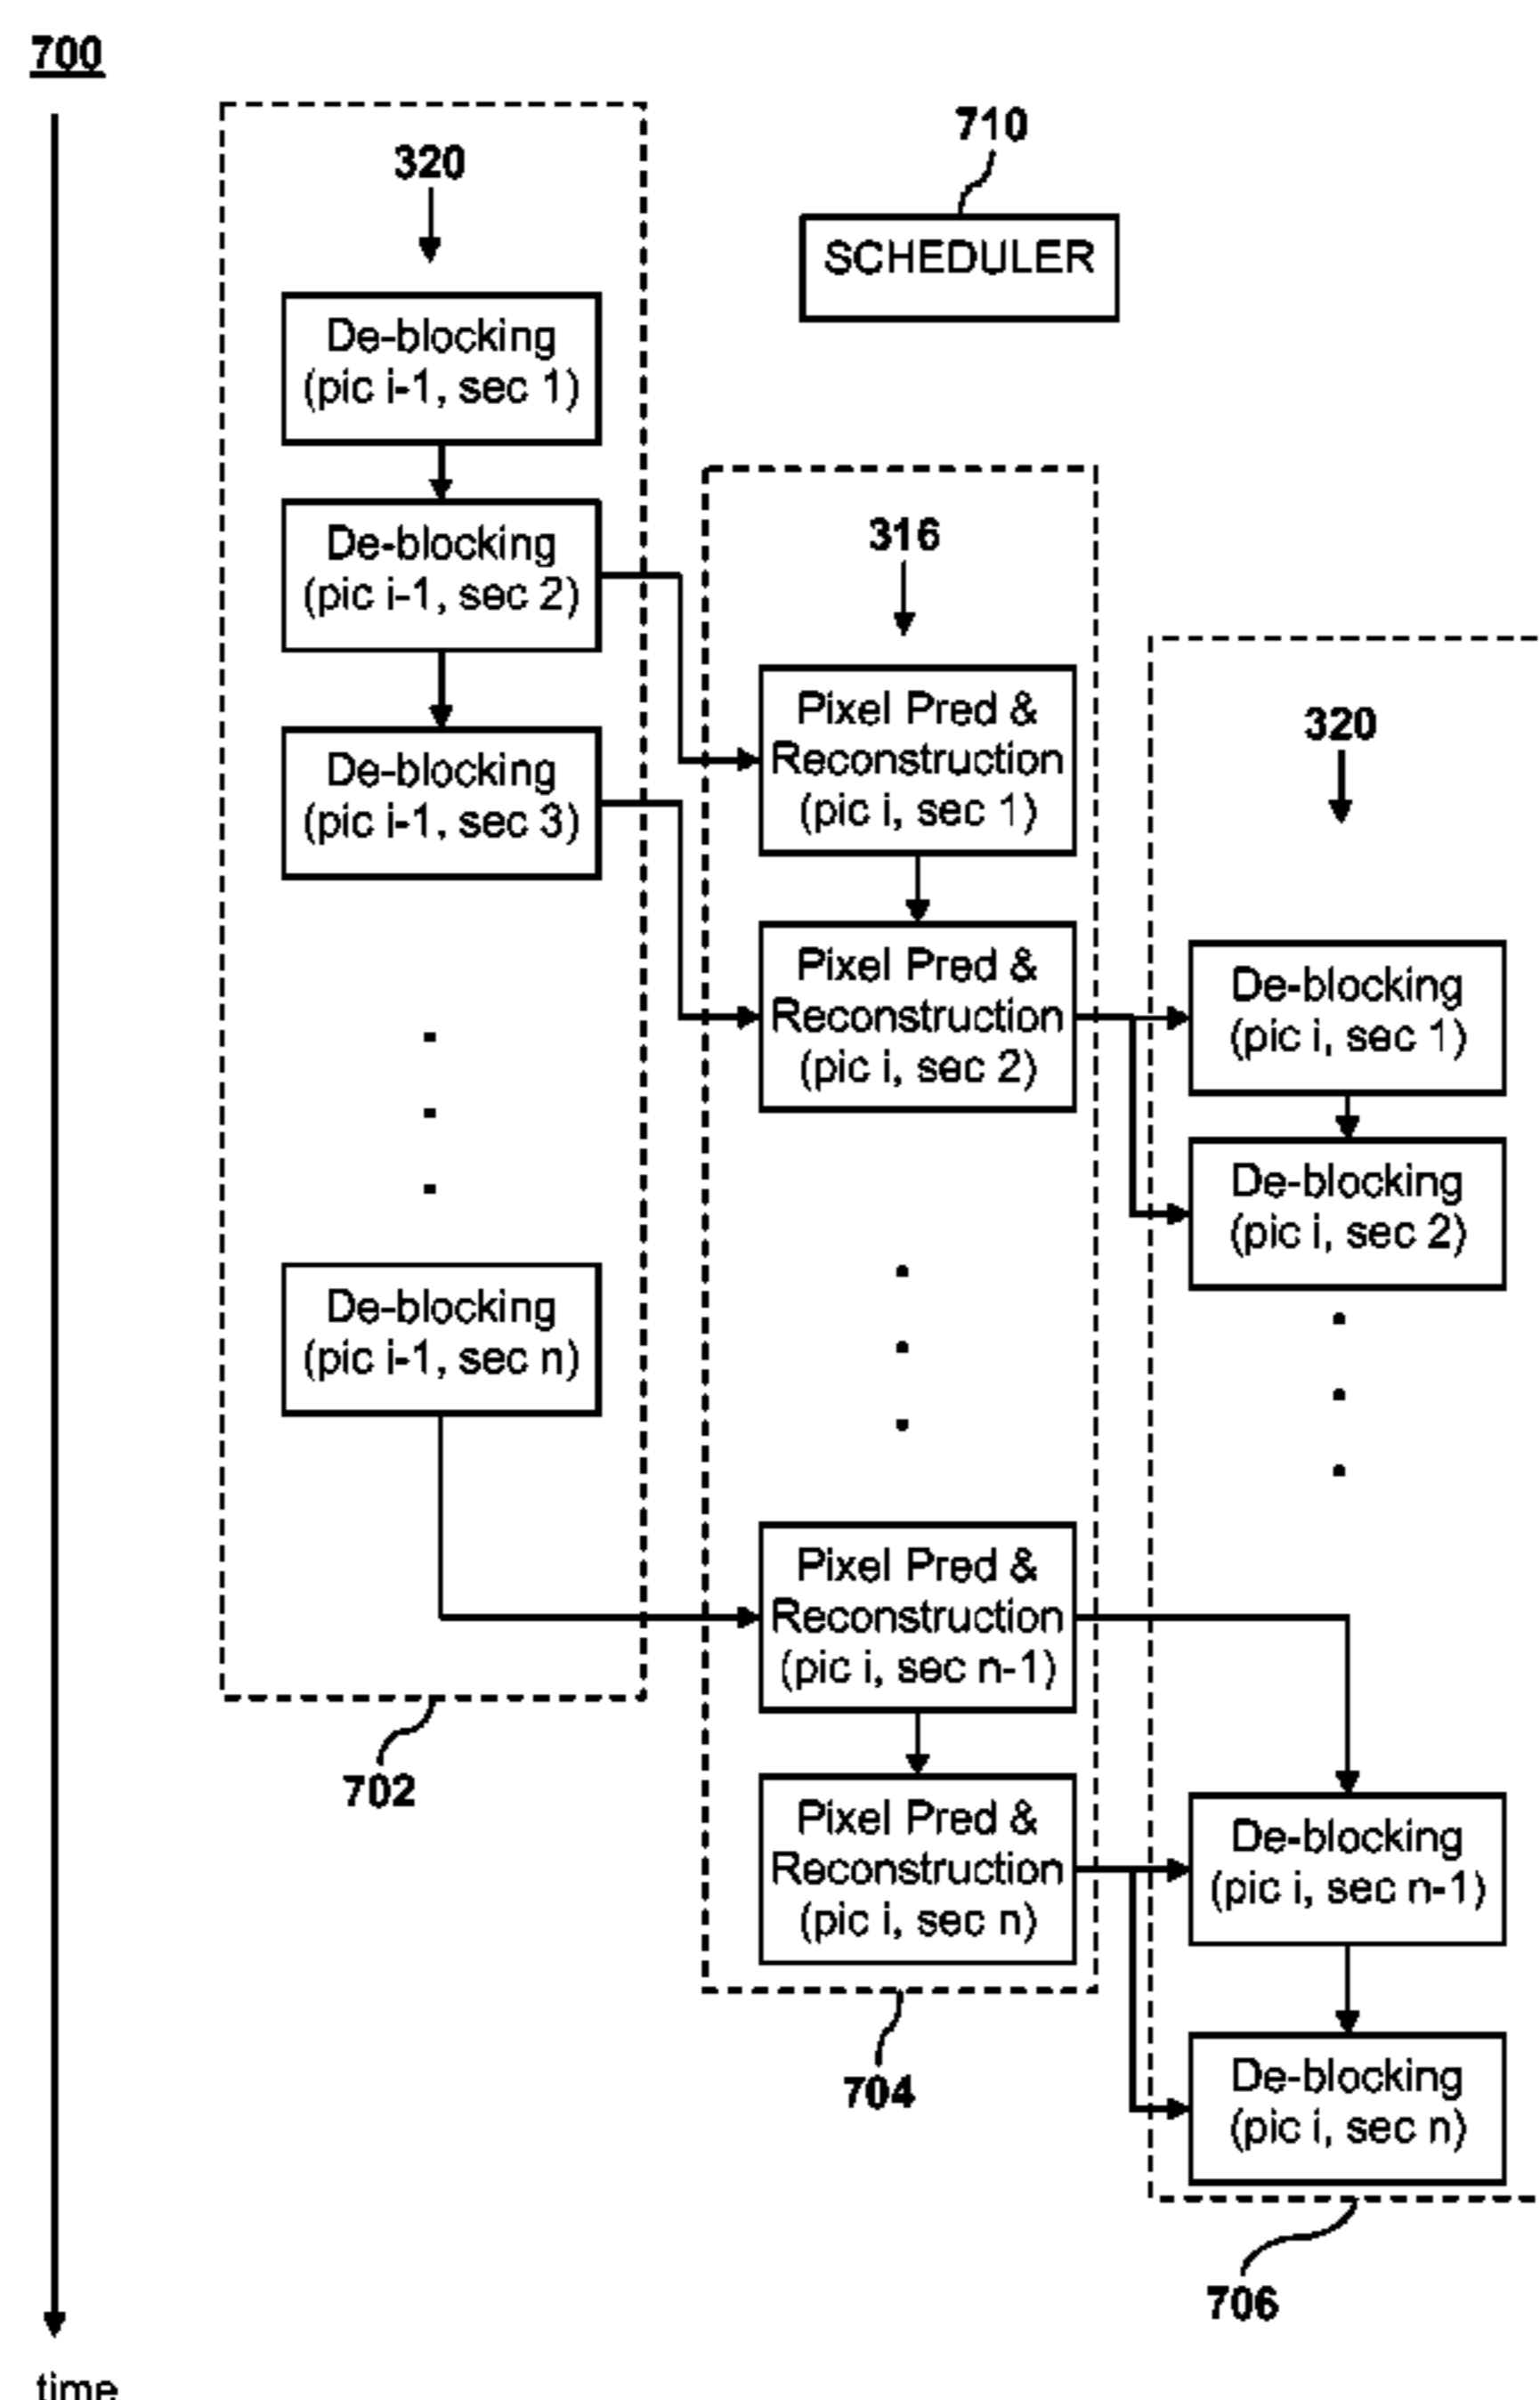 700
710
SCHEDULER
320
De-blocking
(pic i-1, sec 1)
De-blocking
(pic i-1, sec 2)
De-blocking
(pic i-1, sec 3)
De-blocking
(pic i-1, sec n)
702
316
Pixel Pred &
Reconstruction
(pic i, sec 1)
Pixel Pred &
Reconstruction
(pic i, sec 2)
Pixel Pred &
Reconstruction
(pic i, sec n-1)
Pixel Pred &
Reconstruction
(pic i, sec n)
704
320
De-blocking
(pic i, sec 1)
De-blocking
(pic i, sec 2)
De-blocking
(pic i, sec n-1)
De-blocking
(pic i, sec n)
706
time